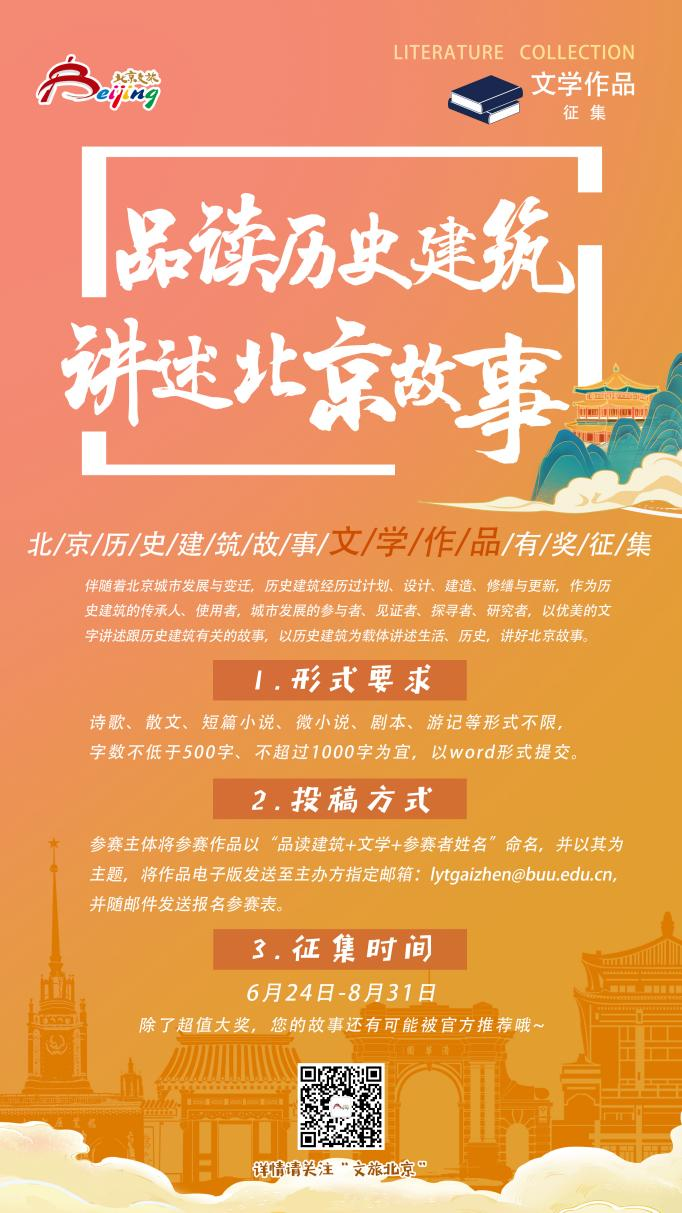 北京文旅
Beijing
LITERATURE COLLECTION
文学作品
征集
品读历史建筑
讲述北京故事
北/京/历/史/建/筑/故/事/文/学/作/品/有/奖/征/集
伴随着北京城市发展与变迁，历史建筑经历过计划、设计、建造、修缮与更新，作为历
史建筑的传承人、使用者，城市发展的参与者、见证者、探寻者、研究者，以优美的文
字讲述跟历史建筑有关的故事，以历史建筑为载体讲述生活、历史，讲好北京故事。
1.形式要求
诗歌、散文、短篇小说、微小说、剧本、游记等形式不限，
字数不低于500字、不超过1000字为宜，以word形式提交。
2.投稿方式
参赛主体将参赛作品以“品读建筑+文学+参赛者姓名”命名，并以其为
主题，将作品电子版发送至主办方指定邮箱：lytgaizhen@buu.edu.cn,
并随邮件发送报名参赛表。
3.征集时间
6月24日-8月31日
除了超值大奖，您的故事还有可能被官方推荐哦~
详情请关注“文旅北京”